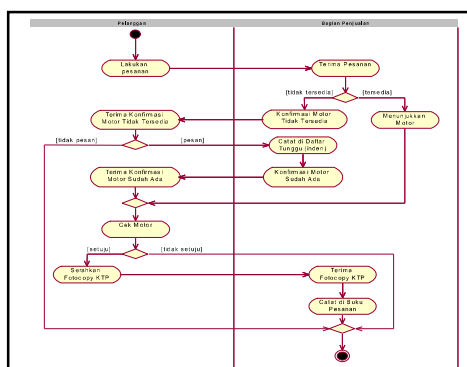 Pelanggan
Bagian Penjualan
Lakukan
pesanan
Terima Pesanan
[tidak tersedia]
[tersedia]
Terima Konfirmasi
Motor Tidak Tersedia
Konfirmasi Motor
Tidak Tersedia
Menunjukkan
Motor
[tidak pesan]
[pesan]
Catat di Daftar
Tunggu (inden)
Terima Konfirmasi
Motor Sudah Ada
Konfirmasi Motor
Sudah Ada
Cek Motor
[setuju]
[tidak setuju]
Serahkan
Fotocopy KTP
Terima
Fotocopy KTP
Catat di Buku
Pesanan